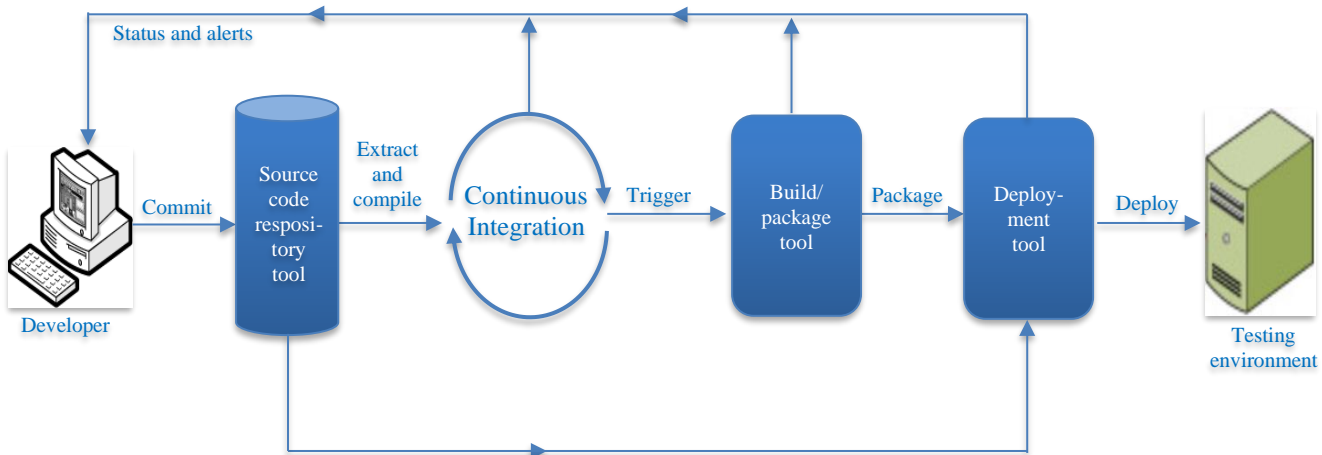 Status and alerts
Developer
Commit
Source
code
resposi-
tory
tool
Extract
and
compile
Continuous
Integration
Trigger
Build/
package
tool
Package
Deploy-
ment
tool
Deploy
Testing
environment